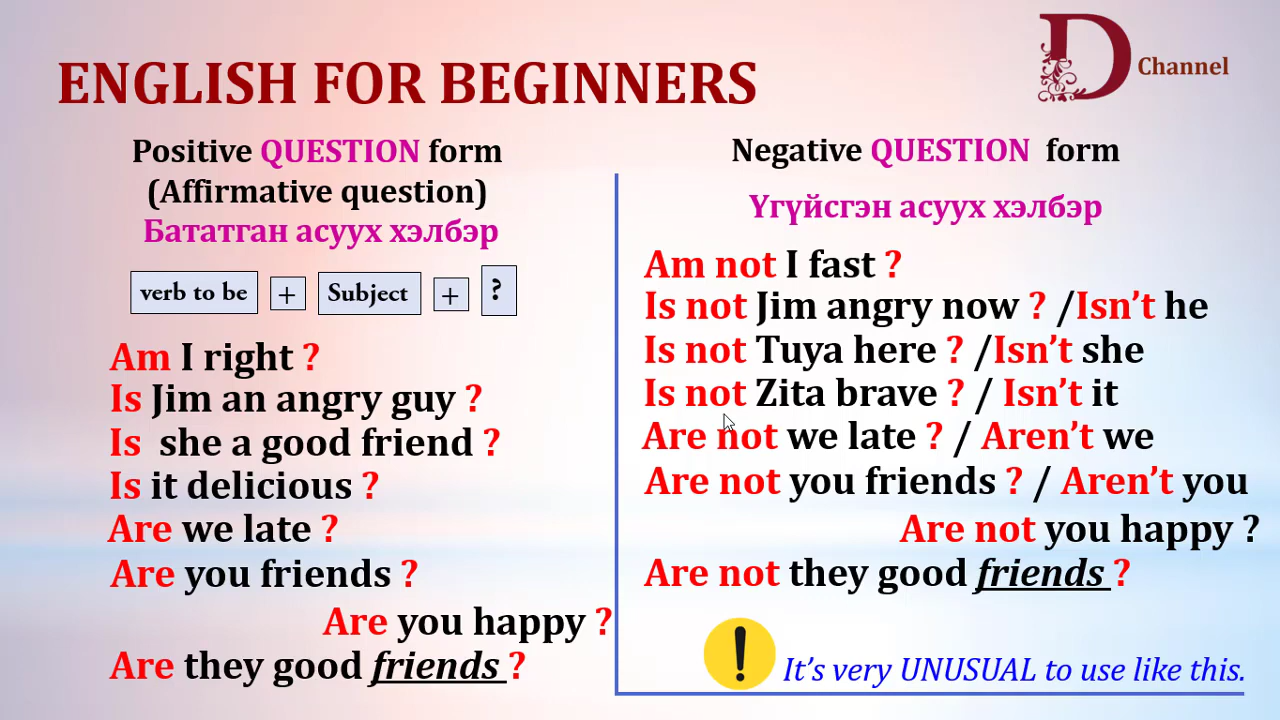 D Channel
ENGLISH FOR BEGINNERS
Positive QUESTION form
(Affirmative question)
Бататган асуух хэлбэр
verb to be + Subject + ?
Am I right ?
Is Jim an angry guy ?
Is she a good friend ?
Is it delicious ?
Are we late ?
Are you friends ?
Are you happy ?
Are they good friends ?
Negative QUESTION form
Үгүйсгэн асуух хэлбэр
Am not I fast ?
Is not Jim angry now ? /Isn’t he
Is not Tuya here ? /Isn’t she
Is not Zita brave ? / Isn’t it
Are not we late ? / Aren’t we
Are not you friends ? / Aren’t you
Are not you happy ?
Are not they good friends ?
! It’s very UNUSUAL to use like this.